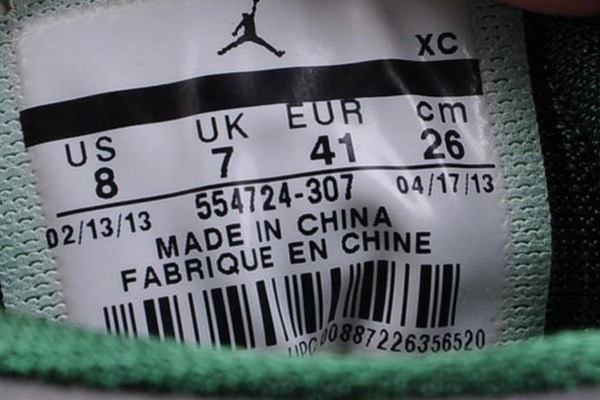 XC
US UK EUR cm
8 7 41 26
02/13/13 554724-307 04/17/13
MADE IN CHINA
FABRIQUE EN CHINE
UPC 00887226356520